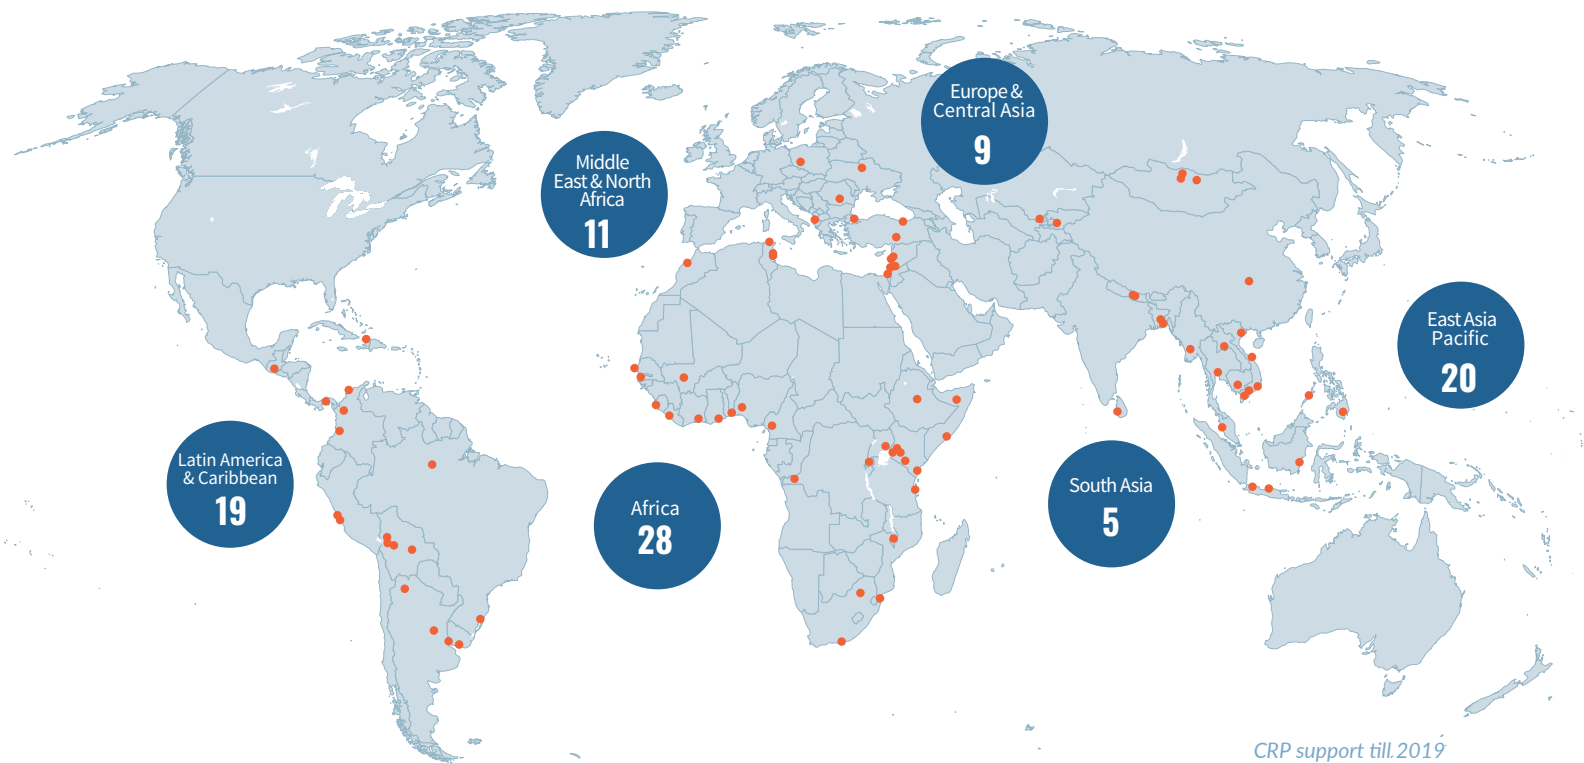 Europe &
Central Asia
9
Middle
East & North
Africa
11
East Asia
Pacific
20
Latin America
& Caribbean
19
Africa
28
South Asia
5
CRP support till 2019